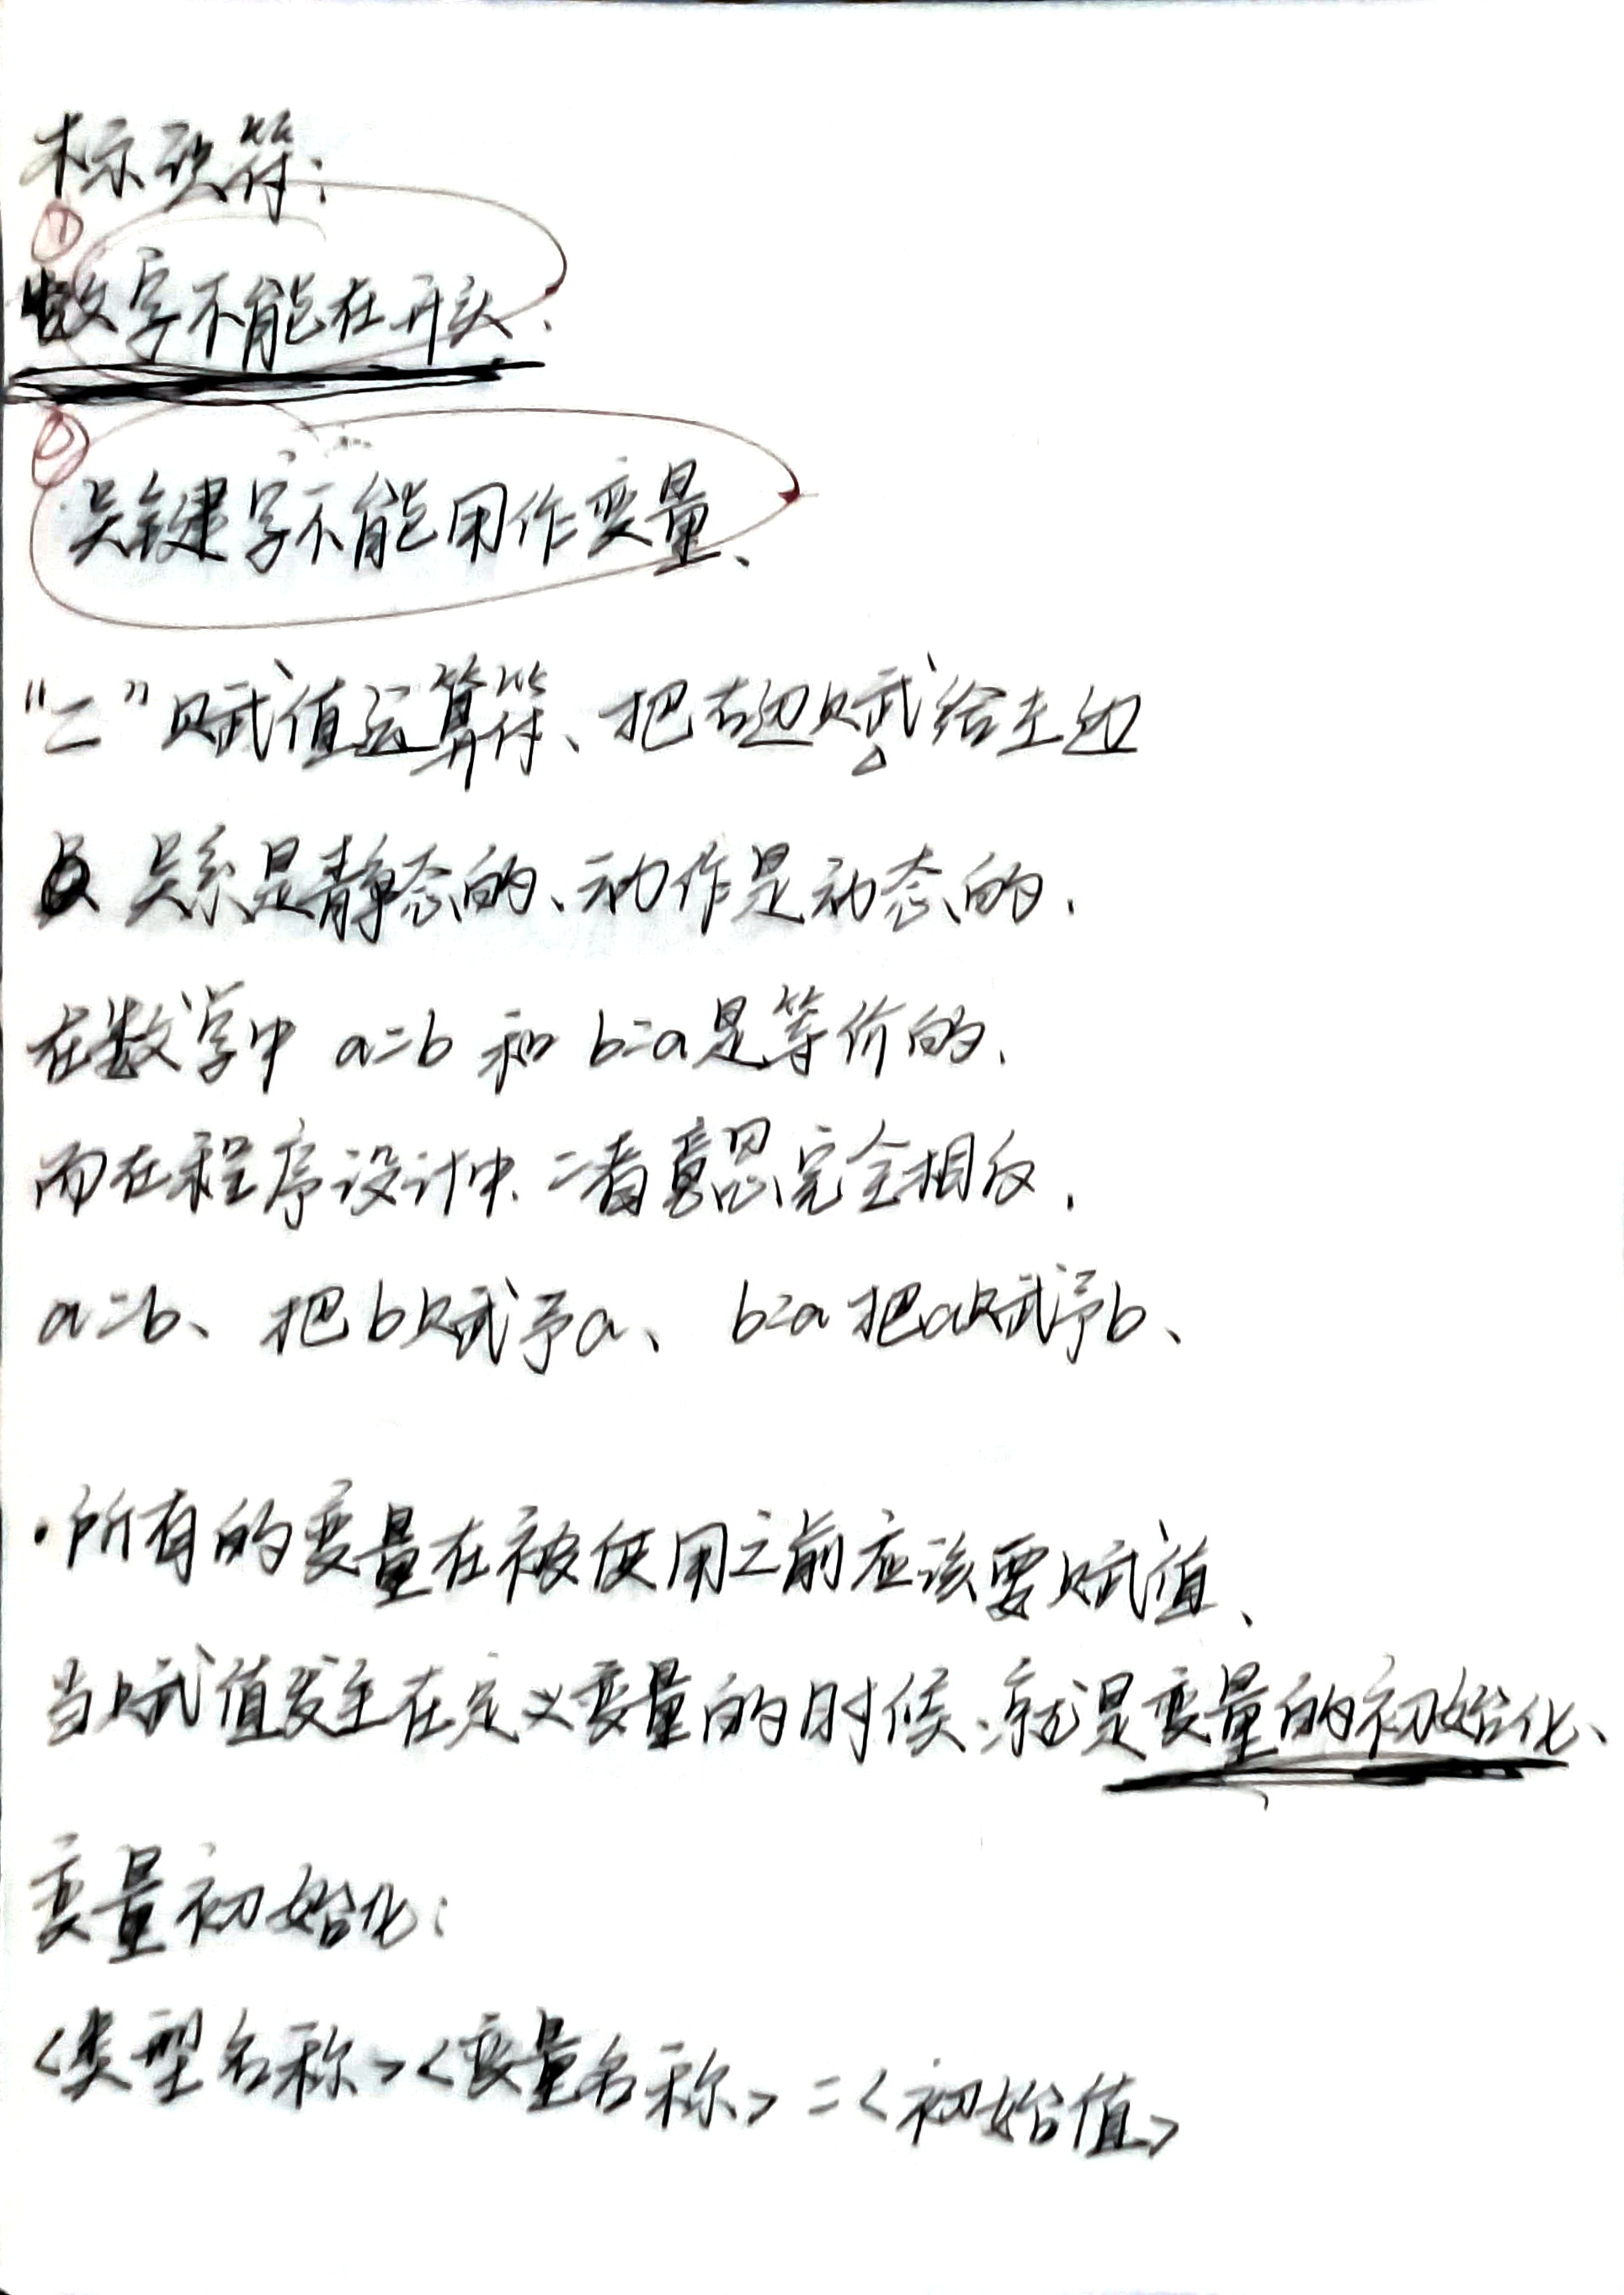 标识符：
①
数字不能在开头.
②
关键字不能用作变量、
“=”赋值运算符、把右边赋给左边
关系是静态的、动作是动态的.
在数学中 a=b 和 b=a是等价的.
而在程序设计中.二者意思完全相反.
a=b、把b赋予a、 b=a把a赋予b、
·所有的变量在被使用之前应该要赋值、
当赋值发生在定义变量的时候.就是变量的初始化、
变量初始化：
<类型名称><变量名称>=<初始值>